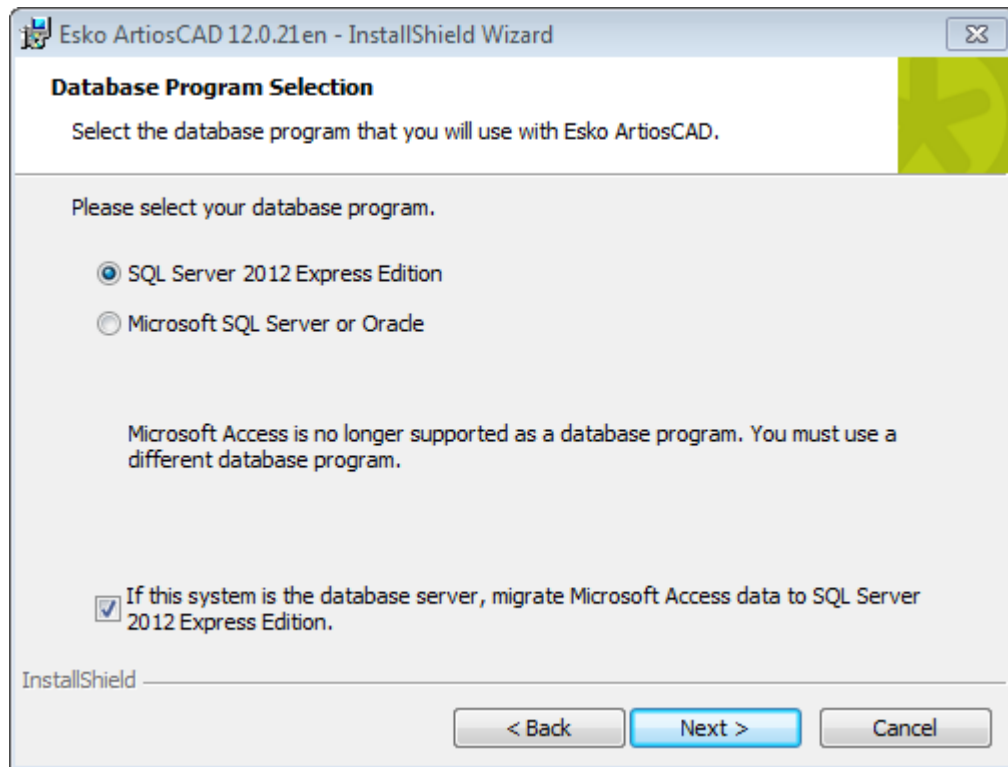 Esko ArtiosCAD 12.0.21en - InstallShield Wizard
Database Program Selection
Select the database program that you will use with Esko ArtiosCAD.
Please select your database program.
SQL Server 2012 Express Edition
Microsoft SQL Server or Oracle
Microsoft Access is no longer supported as a database program. You must use a
different database program.
If this system is the database server, migrate Microsoft Access data to SQL Server
2012 Express Edition.
InstallShield
< Back
Next >
Cancel